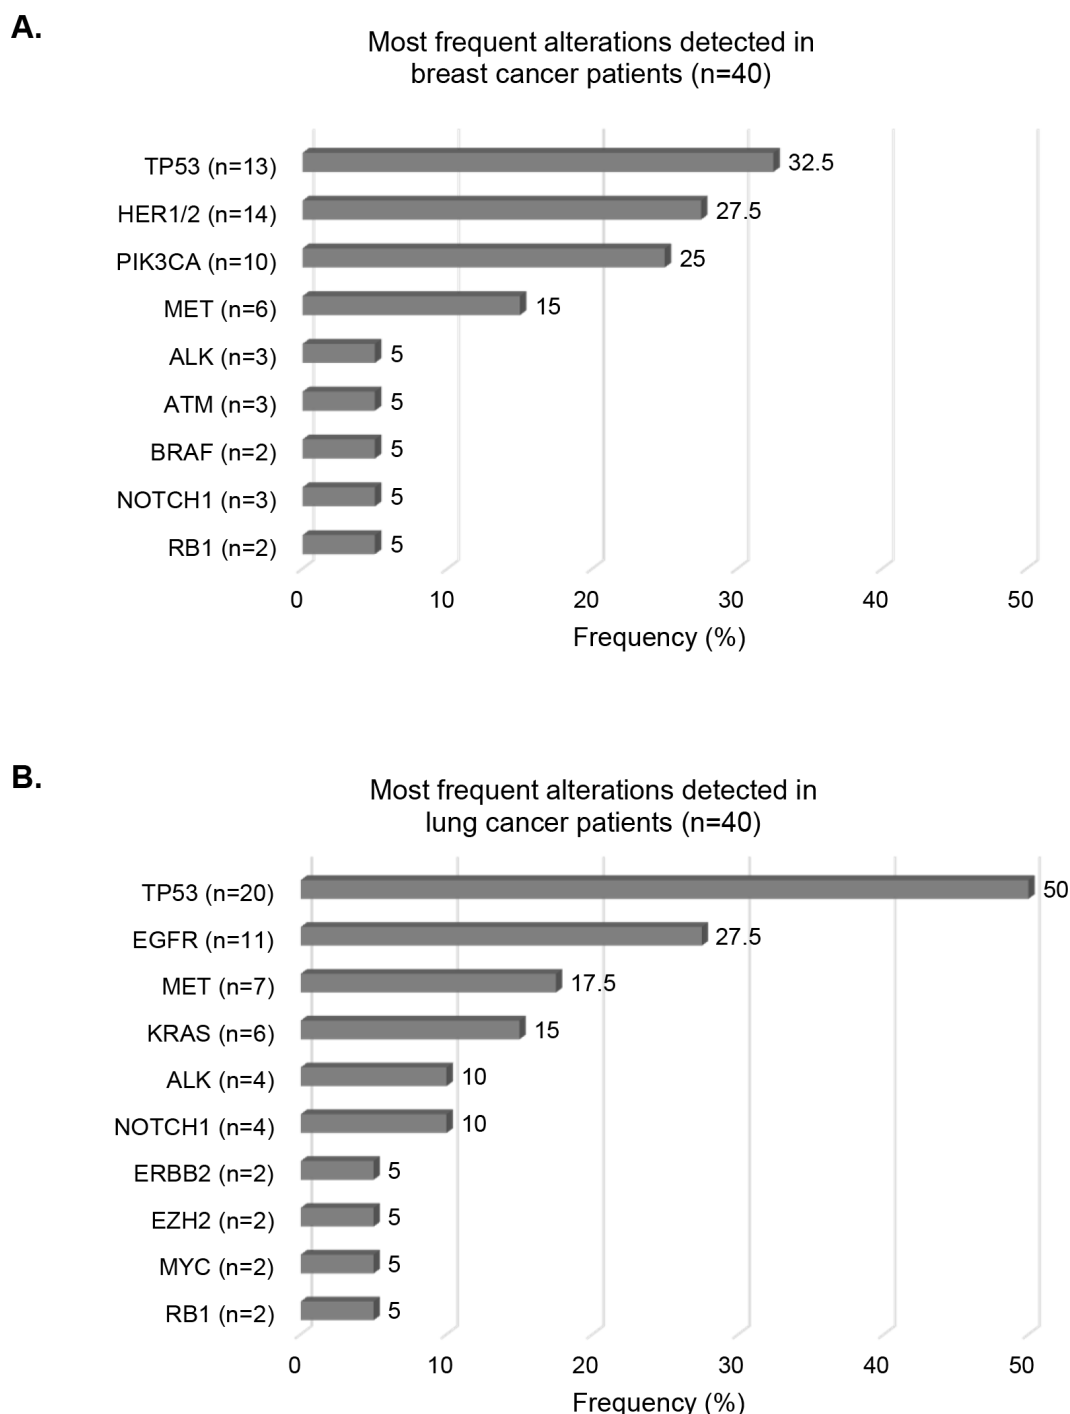 A.
Most frequent alterations detected in
breast cancer patients (n=40)
TP53 (n=13) 32.5
HER1/2 (n=14) 27.5
PIK3CA (n=10) 25
MET (n=6) 15
ALK (n=3) 5
ATM (n=3) 5
BRAF (n=2) 5
NOTCH1 (n=3) 5
RB1 (n=2) 5
0 10 20 30 40 50
Frequency (%)
B.
Most frequent alterations detected in
lung cancer patients (n=40)
TP53 (n=20) 50
EGFR (n=11) 27.5
MET (n=7) 17.5
KRAS (n=6) 15
ALK (n=4) 10
NOTCH1 (n=4) 10
ERBB2 (n=2) 5
EZH2 (n=2) 5
MYC (n=2) 5
RB1 (n=2) 5
0 10 20 30 40 50
Frequency (%)